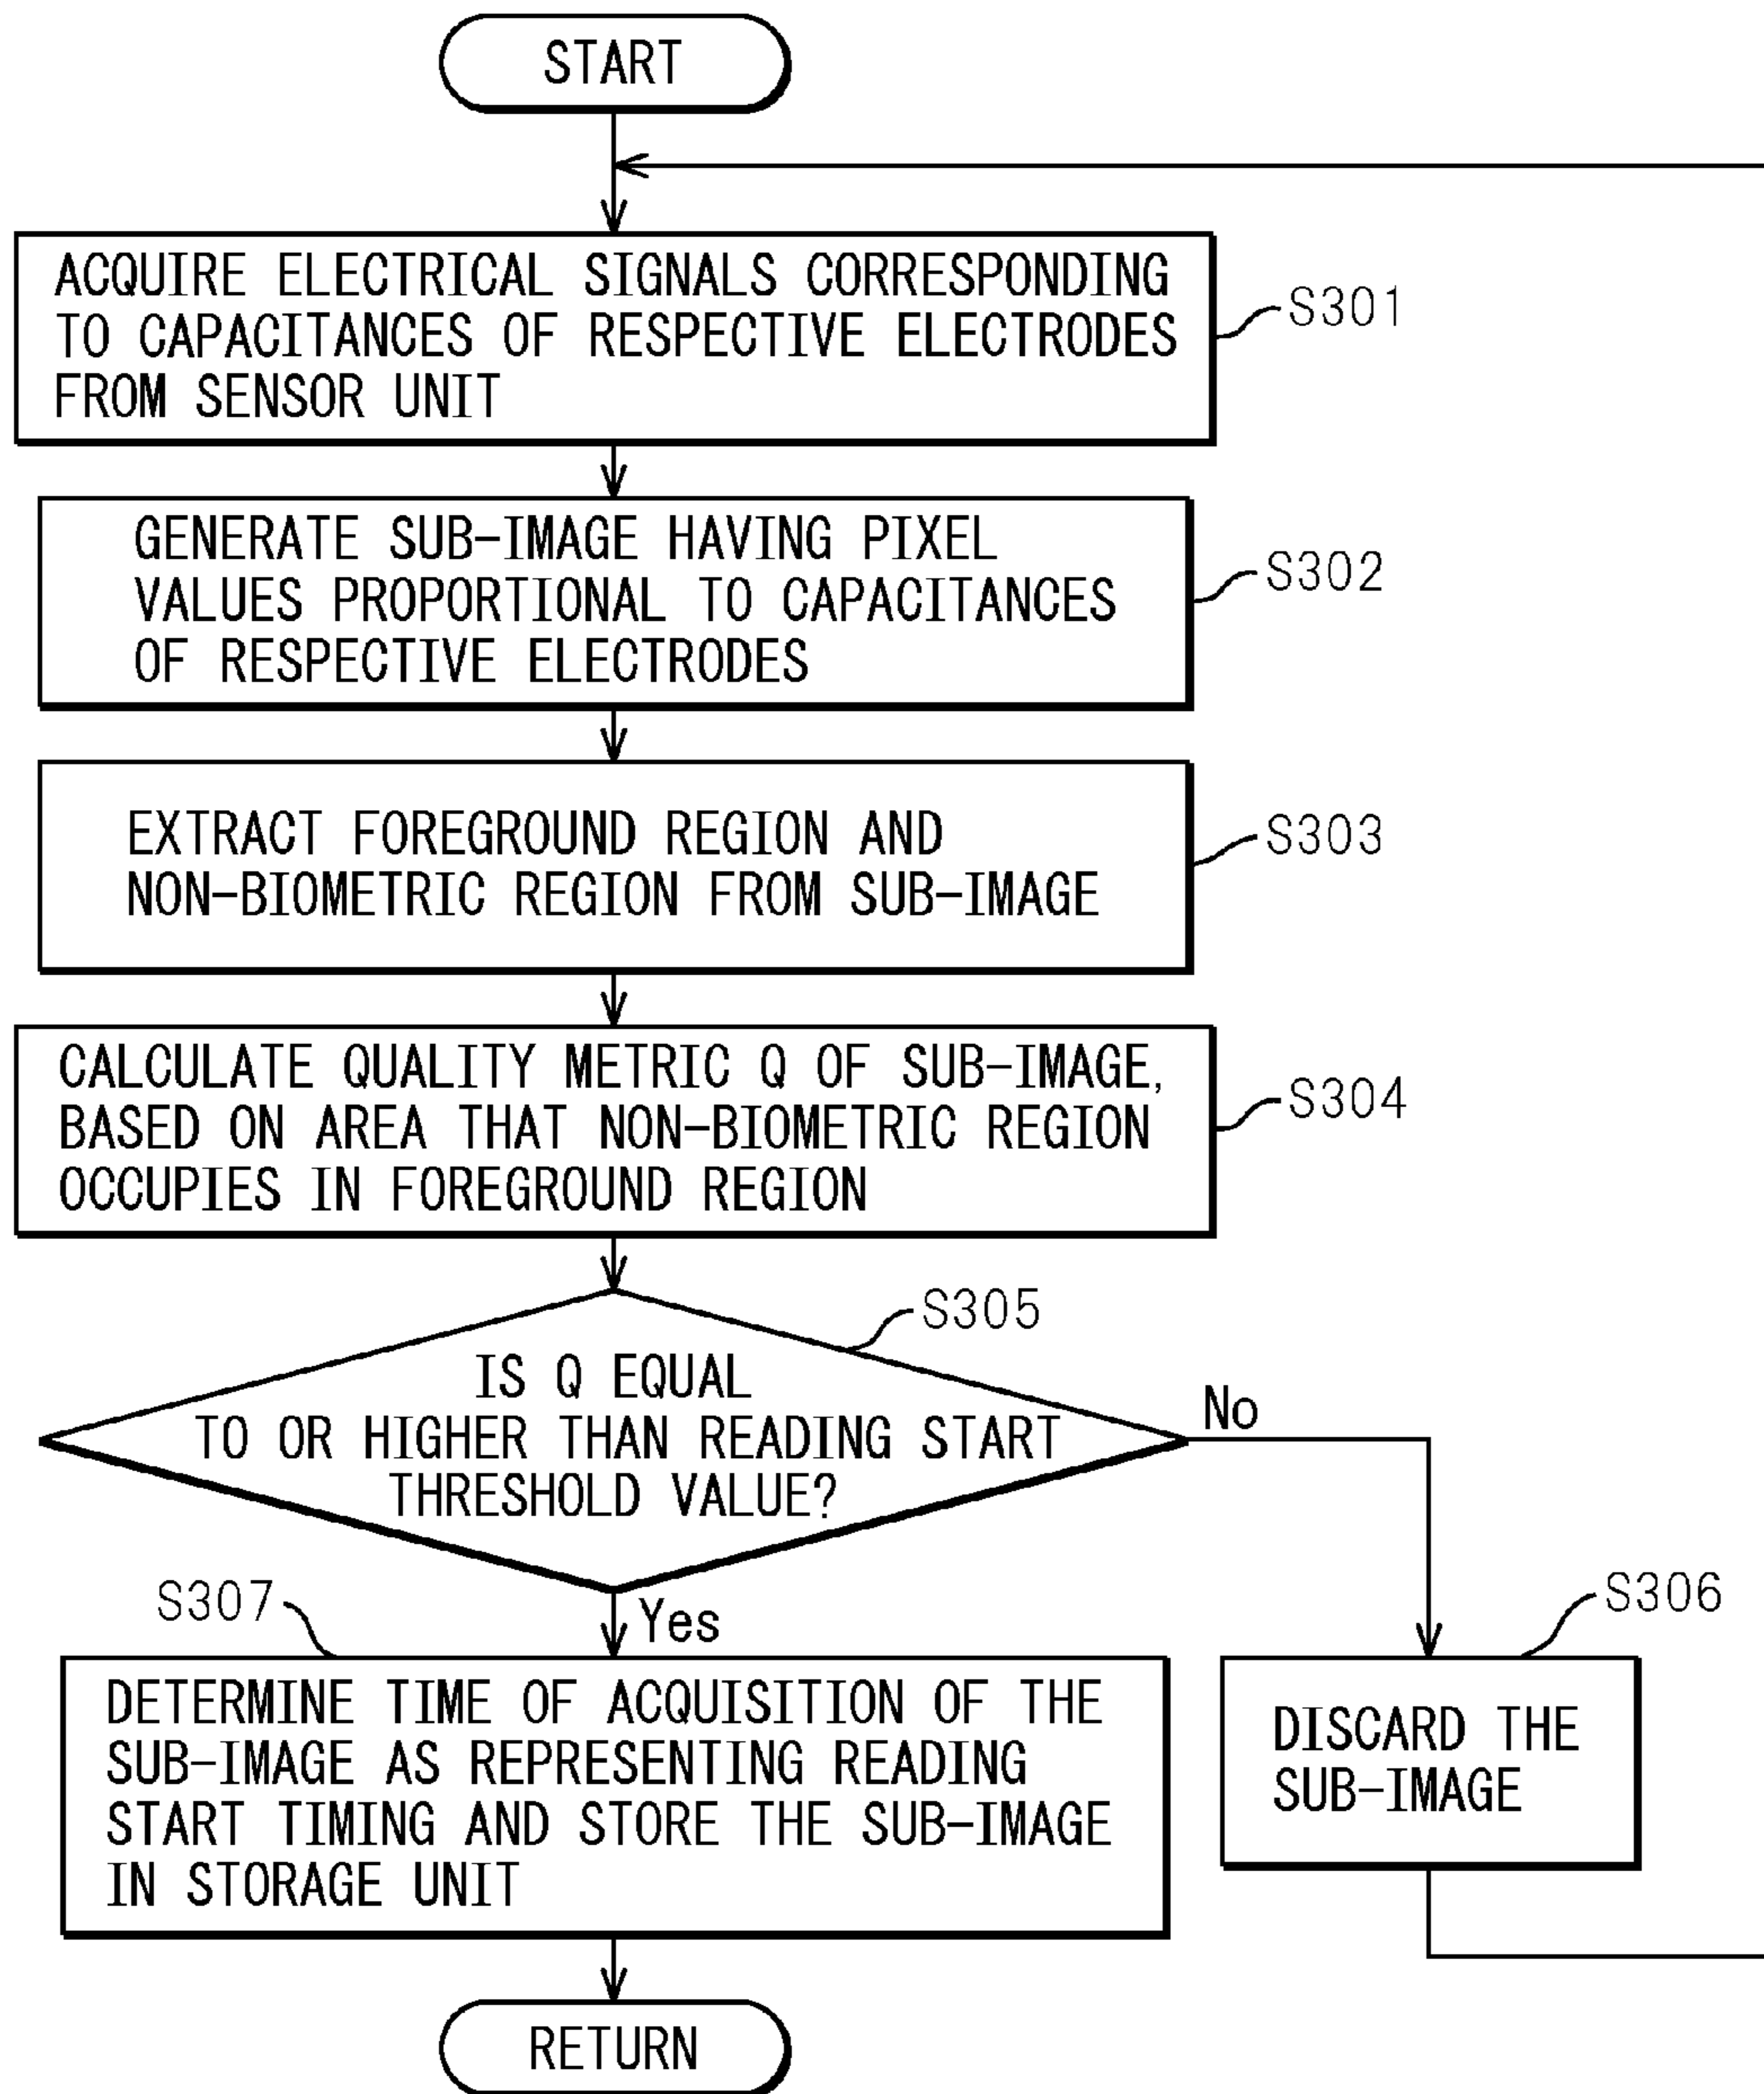 START
ACQUIRE ELECTRICAL SIGNALS CORRESPONDING
TO CAPACITANCES OF RESPECTIVE ELECTRODES
FROM SENSOR UNIT
S301
GENERATE SUB-IMAGE HAVING PIXEL
VALUES PROPORTIONAL TO CAPACITANCES
OF RESPECTIVE ELECTRODES
S302
EXTRACT FOREGROUND REGION AND
NON-BIOMETRIC REGION FROM SUB-IMAGE
S303
CALCULATE QUALITY METRIC Q OF SUB-IMAGE,
BASED ON AREA THAT NON-BIOMETRIC REGION
OCCUPIES IN FOREGROUND REGION
S304
S305
IS Q EQUAL
TO OR HIGHER THAN READING START
THRESHOLD VALUE?
No
Yes
S307
DETERMINE TIME OF ACQUISITION OF THE
SUB-IMAGE AS REPRESENTING READING
START TIMING AND STORE THE SUB-IMAGE
IN STORAGE UNIT
S306
DISCARD THE
SUB-IMAGE
RETURN